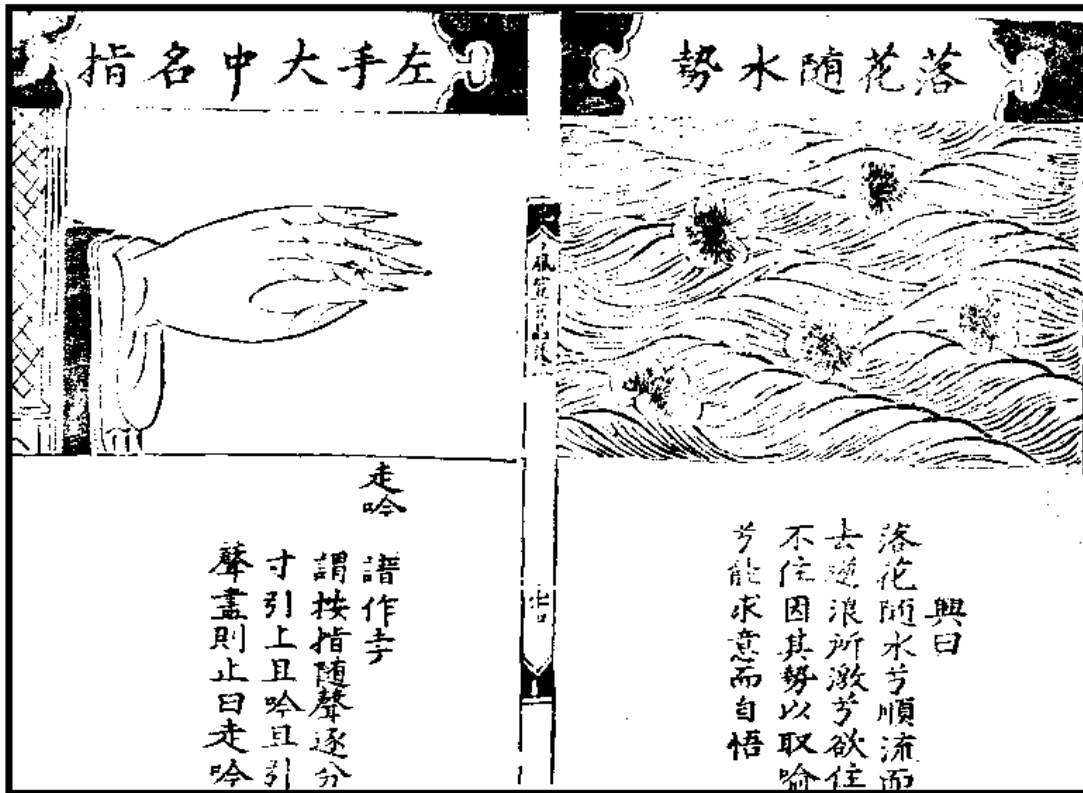 落花隨水勢
興曰
落花隨水兮順流而
去逆浪所激兮欲住
不住因其勢以取喻
兮能求意而自悟
左手大中名指
走吟
譜作
謂按指隨聲逐分
寸引上且吟且引
聲盡則止曰走吟